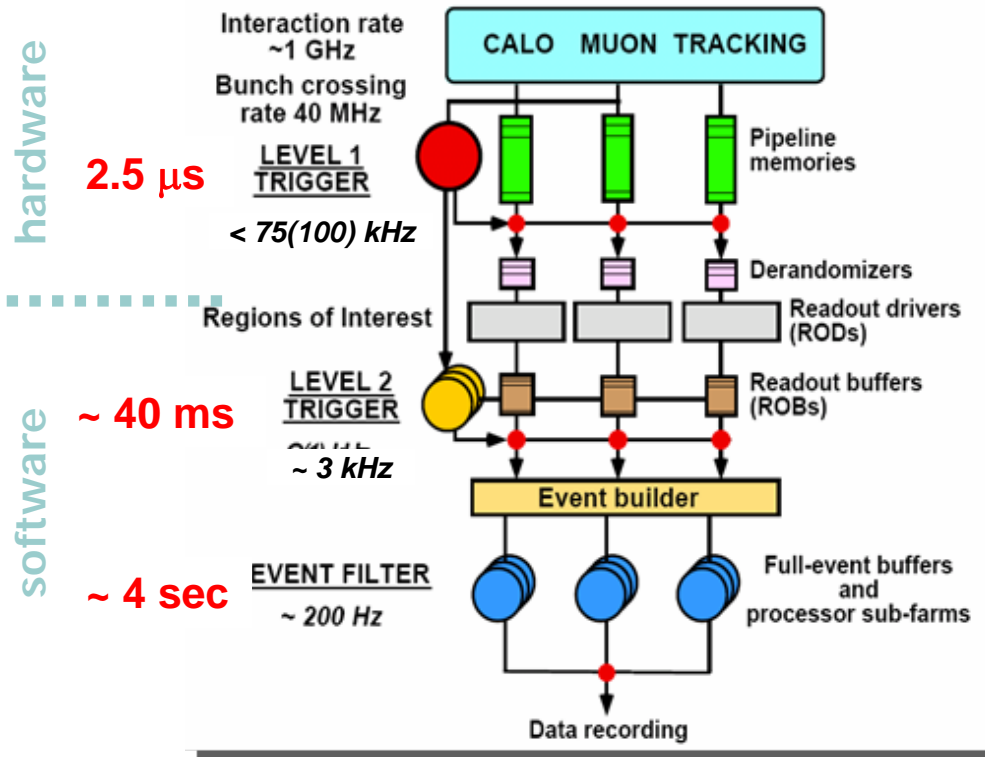 hardware
software
Interaction rate
~1 GHz
Bunch crossing
rate 40 MHz
CALO MUON TRACKING
2.5 μs
LEVEL 1
TRIGGER
< 75(100) kHz
Pipeline
memories
Derandomizers
Regions of Interest
Readout drivers
(RODs)
~ 40 ms
LEVEL 2
TRIGGER
~ 3 kHz
Readout buffers
(ROBs)
Event builder
~ 4 sec
EVENT FILTER
~ 200 Hz
Full-event buffers
and
processor sub-farms
Data recording